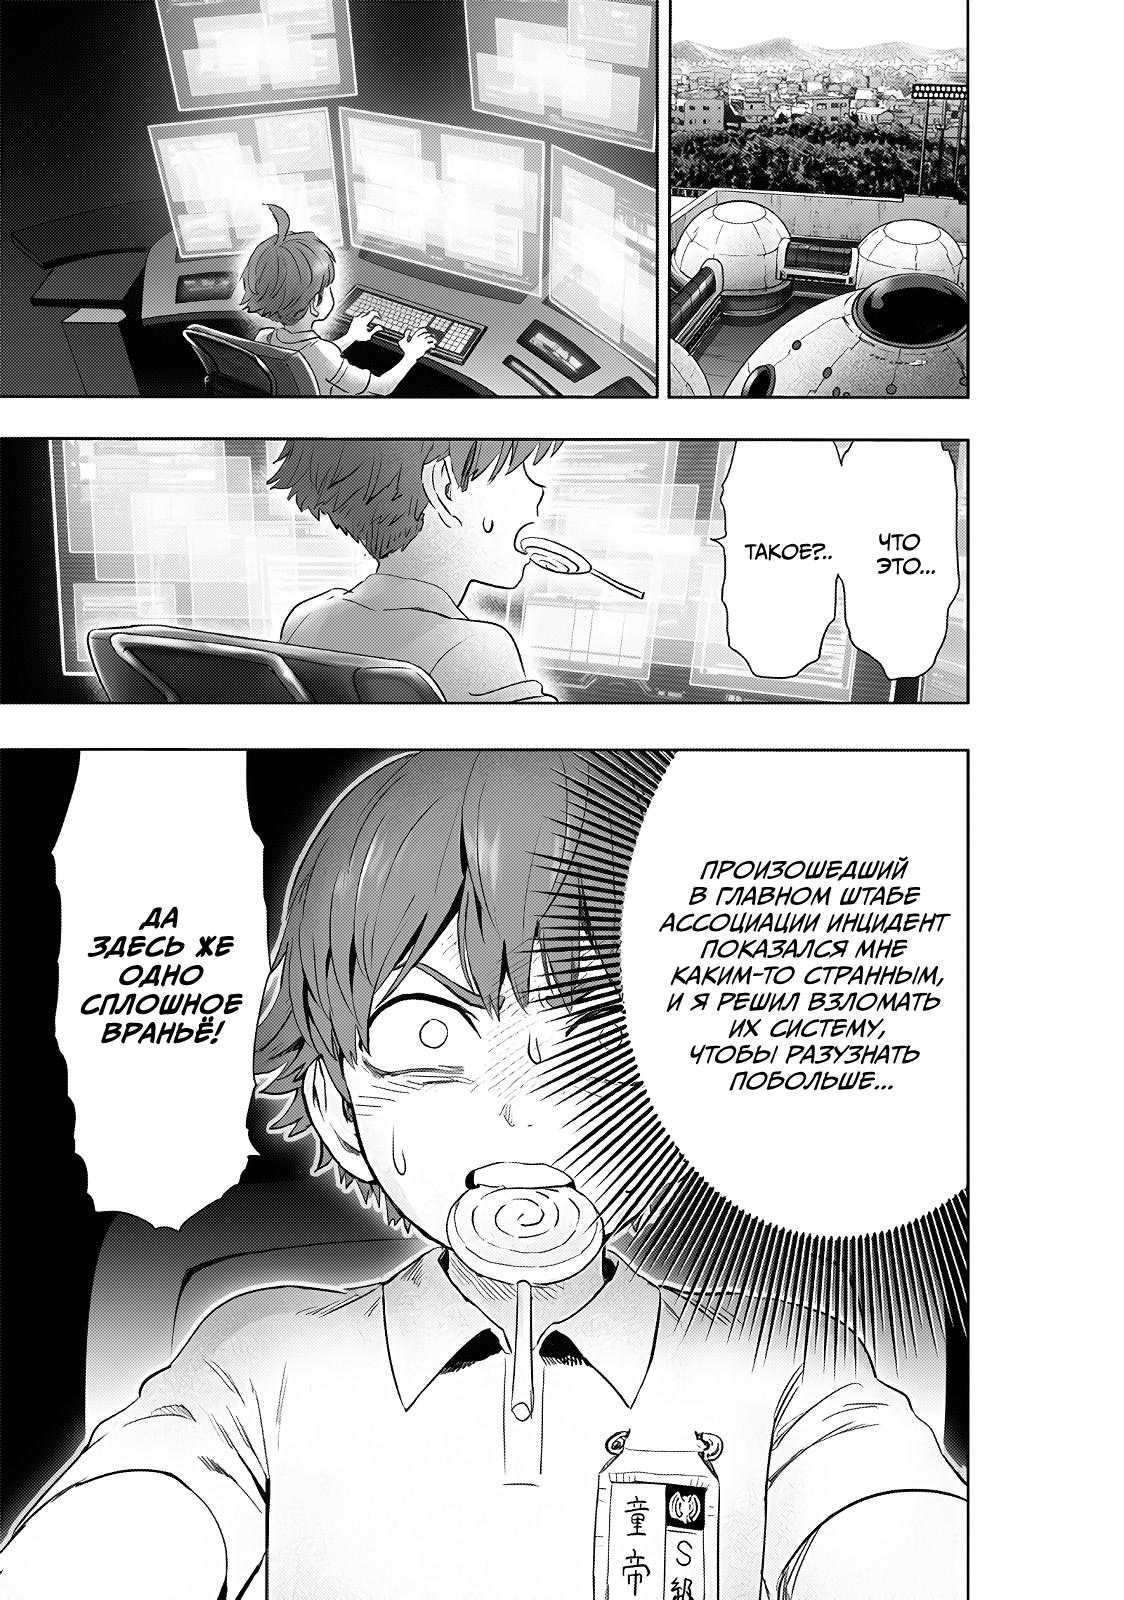 ЧТО
ЭТО...
ТАКОЕ?..
ПРОИЗОШЕДШИЙ
В ГЛАВНОМ ШТАБЕ
АССОЦИАЦИИ ИНЦИДЕНТ
ПОКАЗАЛСЯ МНЕ
КАКИМ-ТО СТРАННЫМ,
И Я РЕШИЛ ВЗЛОМАТЬ
ИХ СИСТЕМУ,
ЧТОБЫ РАЗУЗНАТЬ
ПОБОЛЬШЕ...
ДА
ЗДЕСЬ ЖЕ
ОДНО
СПЛОШНОЕ
ВРАНЬЁ!
S級
童帝